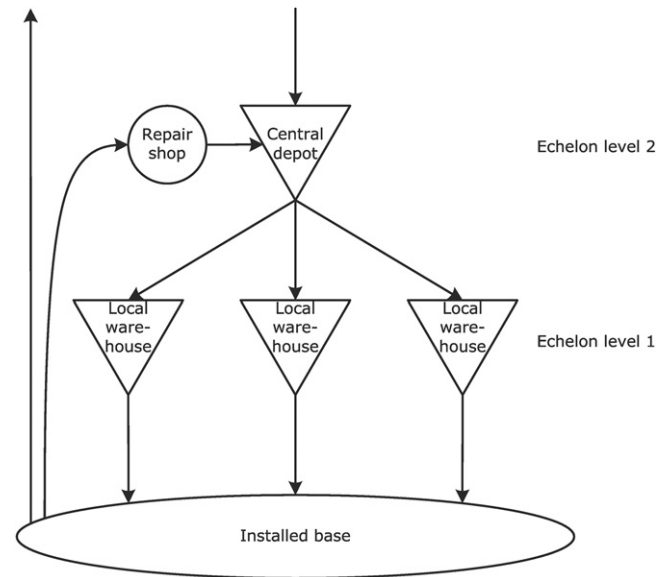 Repair
shop
Central
depot
Echelon level 2
Local
ware-
house
Local
ware-
house
Local
ware-
house
Echelon level 1
Installed base